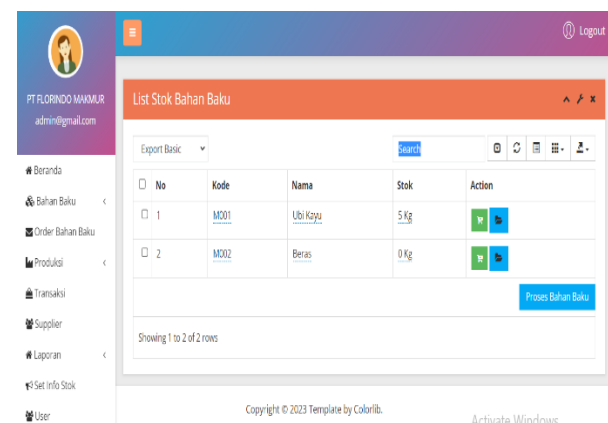 Logout
PT FLORINDO MAKMUR
admin@gmail.com
Beranda
Bahan Baku
Order Bahan Baku
Produksi
Transaksi
Supplier
Laporan
Set Info Stok
User
List Stok Bahan Baku
Export Basic
Search
No Kode Nama Stok Action
1 M001 Ubi Kayu 5 Kg
2 M002 Beras 0 Kg
Proses Bahan Baku
Showing 1 to 2 of 2 rows
Copyright © 2023 Template by Colorlib.
Activate Windows